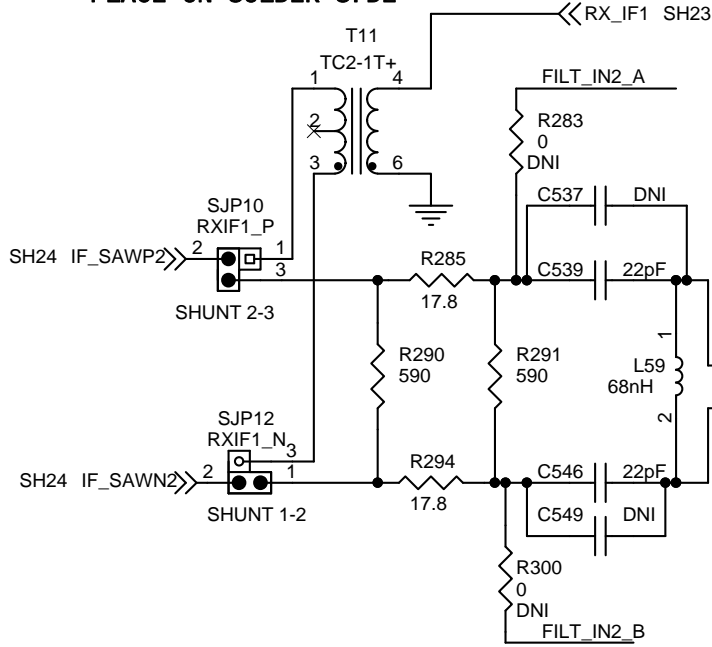 RX_IF1 SH23
T11
TC2-1T+
1
4
2
3
6
FILT_IN2_A
R283
0
DNI
C537 DNI
SJP10
RXIF1_P
SH24 IF_SAWP2
2
1
3
SHUNT 2-3
R285
17.8
C539 22pF
R290
590
R291
590
1
L59
68nH
2
SJP12
RXIF1_N
3
SH24 IF_SAWN2
2
1
SHUNT 1-2
R294
17.8
C546 22pF
C549 DNI
R300
0
DNI
FILT_IN2_B